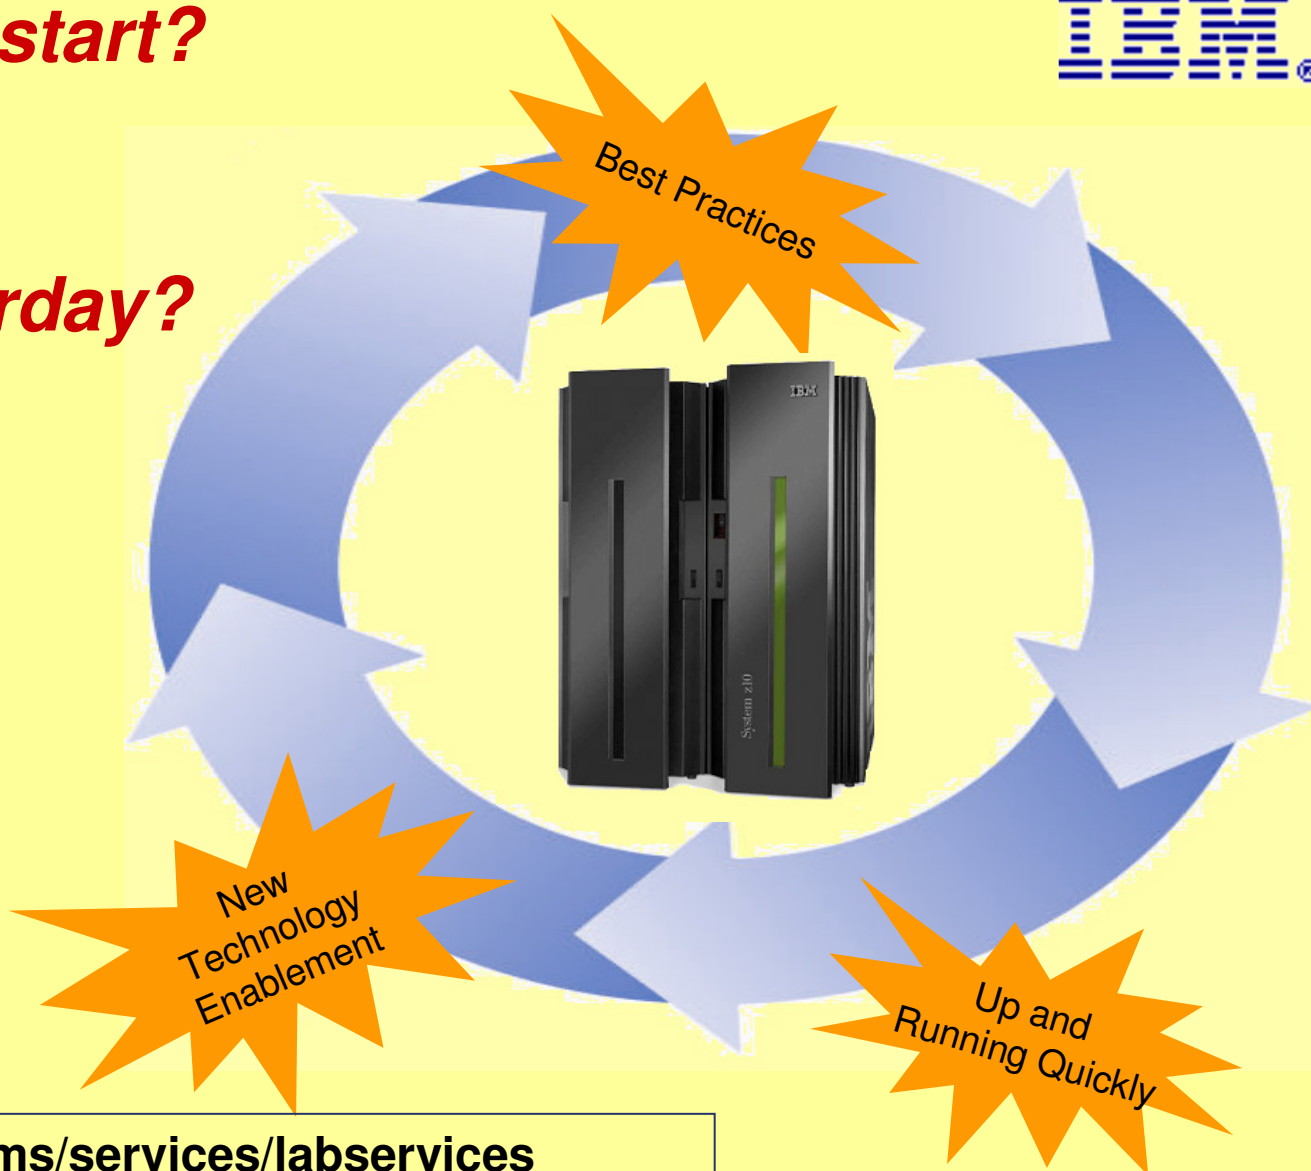 start?
IBM®
Best Practices
rday?
IBM
System z10
New
Technology
Enablement
Up and
Running Quickly
ms/services/labservices